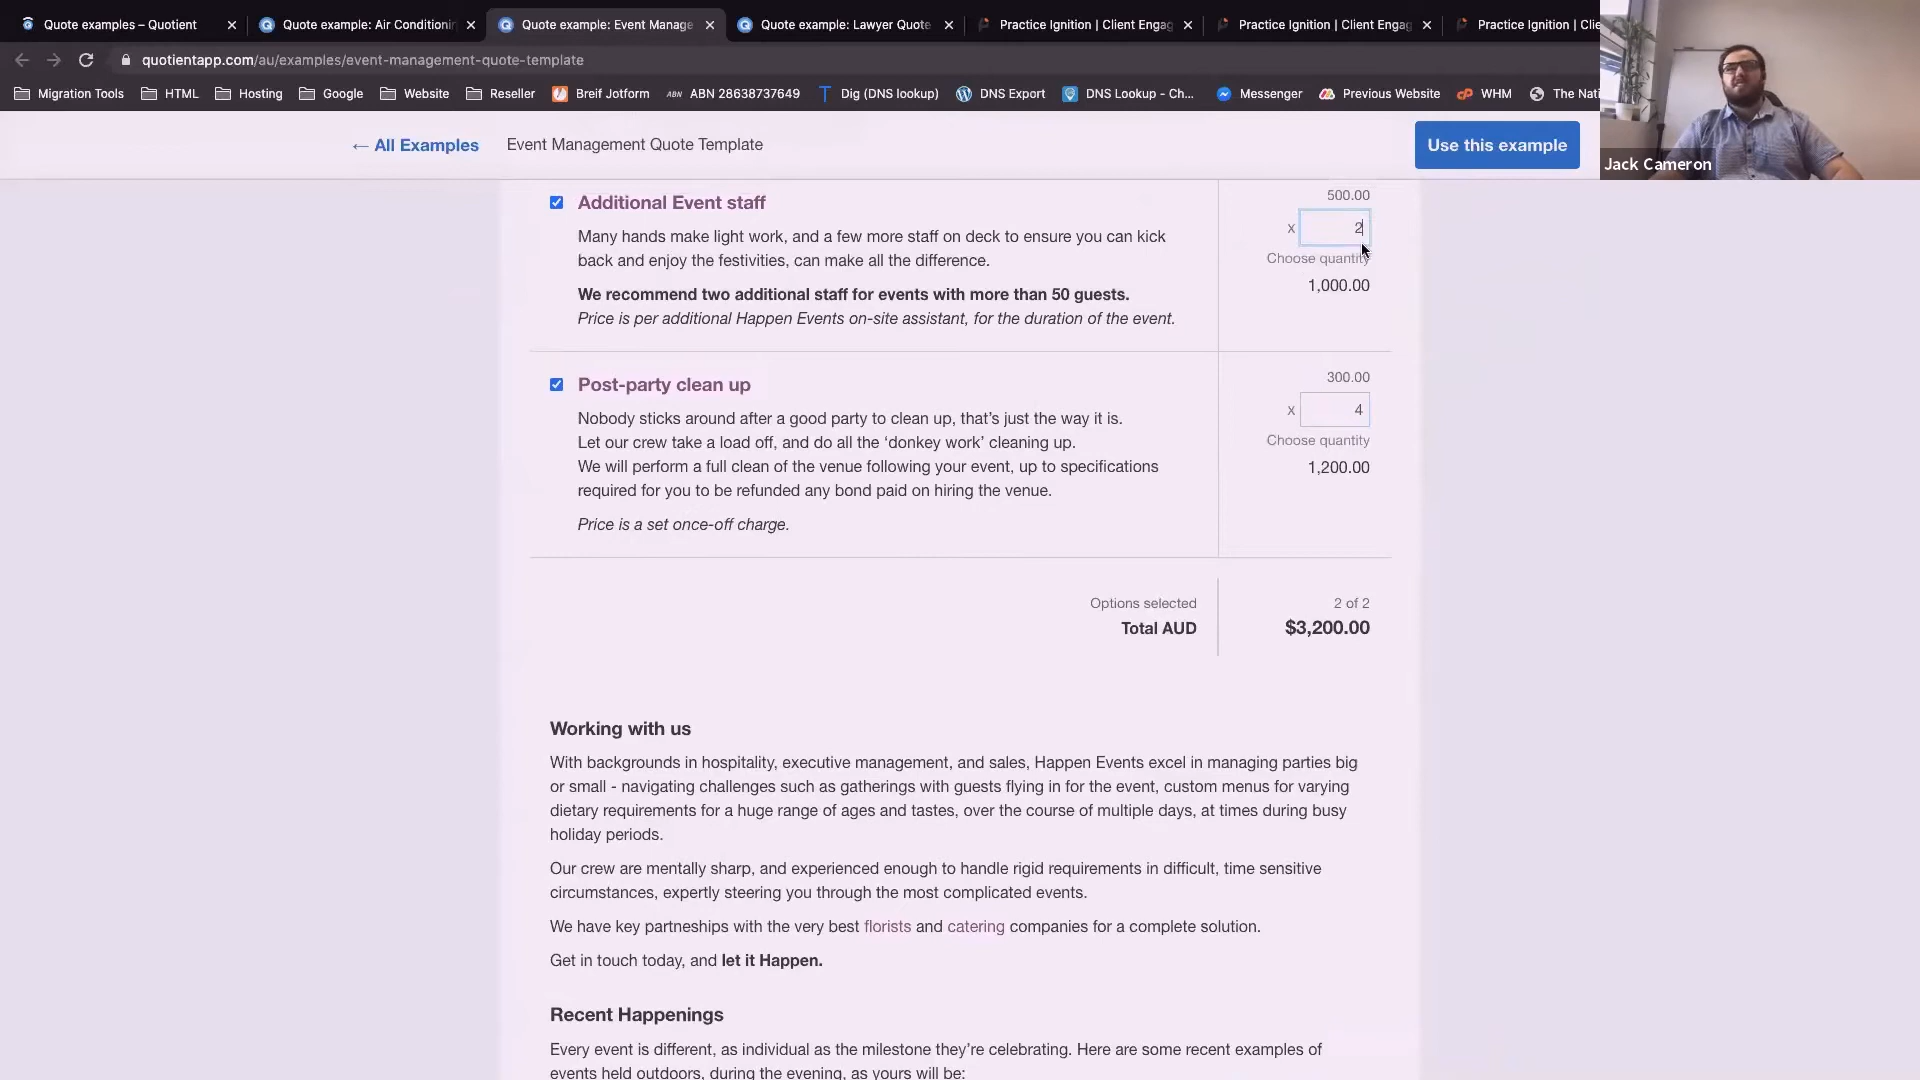 Quote examples – Quotient
Quote example: Air Conditionin
Quote example: Event Manage
Quote example: Lawyer Quote
Practice Ignition | Client Engag
Practice Ignition | Client Engag
Practice Ignition | Clie
quotientapp.com/au/examples/event-management-quote-template
Migration Tools
HTML
Hosting
Google
Website
Reseller
Breif Jotform
ABN ABN 28638737649
Dig (DNS lookup)
DNS Export
DNS Lookup - Ch...
Messenger
Previous Website
WHM
The Nati
Jack Cameron
← All Examples
Event Management Quote Template
Use this example
Additional Event staff
500.00
Many hands make light work, and a few more staff on deck to ensure you can kick
back and enjoy the festivities, can make all the difference.
x 2
Choose quantity
1,000.00
We recommend two additional staff for events with more than 50 guests.
Price is per additional Happen Events on-site assistant, for the duration of the event.
Post-party clean up
300.00
Nobody sticks around after a good party to clean up, that’s just the way it is.
Let our crew take a load off, and do all the ‘donkey work’ cleaning up.
We will perform a full clean of the venue following your event, up to specifications
required for you to be refunded any bond paid on hiring the venue.
x 4
Choose quantity
1,200.00
Price is a set once-off charge.
Options selected 2 of 2
Total AUD $3,200.00
Working with us
With backgrounds in hospitality, executive management, and sales, Happen Events excel in managing parties big
or small - navigating challenges such as gatherings with guests flying in for the event, custom menus for varying
dietary requirements for a huge range of ages and tastes, over the course of multiple days, at times during busy
holiday periods.
Our crew are mentally sharp, and experienced enough to handle rigid requirements in difficult, time sensitive
circumstances, expertly steering you through the most complicated events.
We have key partneships with the very best florists and catering companies for a complete solution.
Get in touch today, and let it Happen.
Recent Happenings
Every event is different, as individual as the milestone they’re celebrating. Here are some recent examples of
events held outdoors, during the evening, as yours will be: